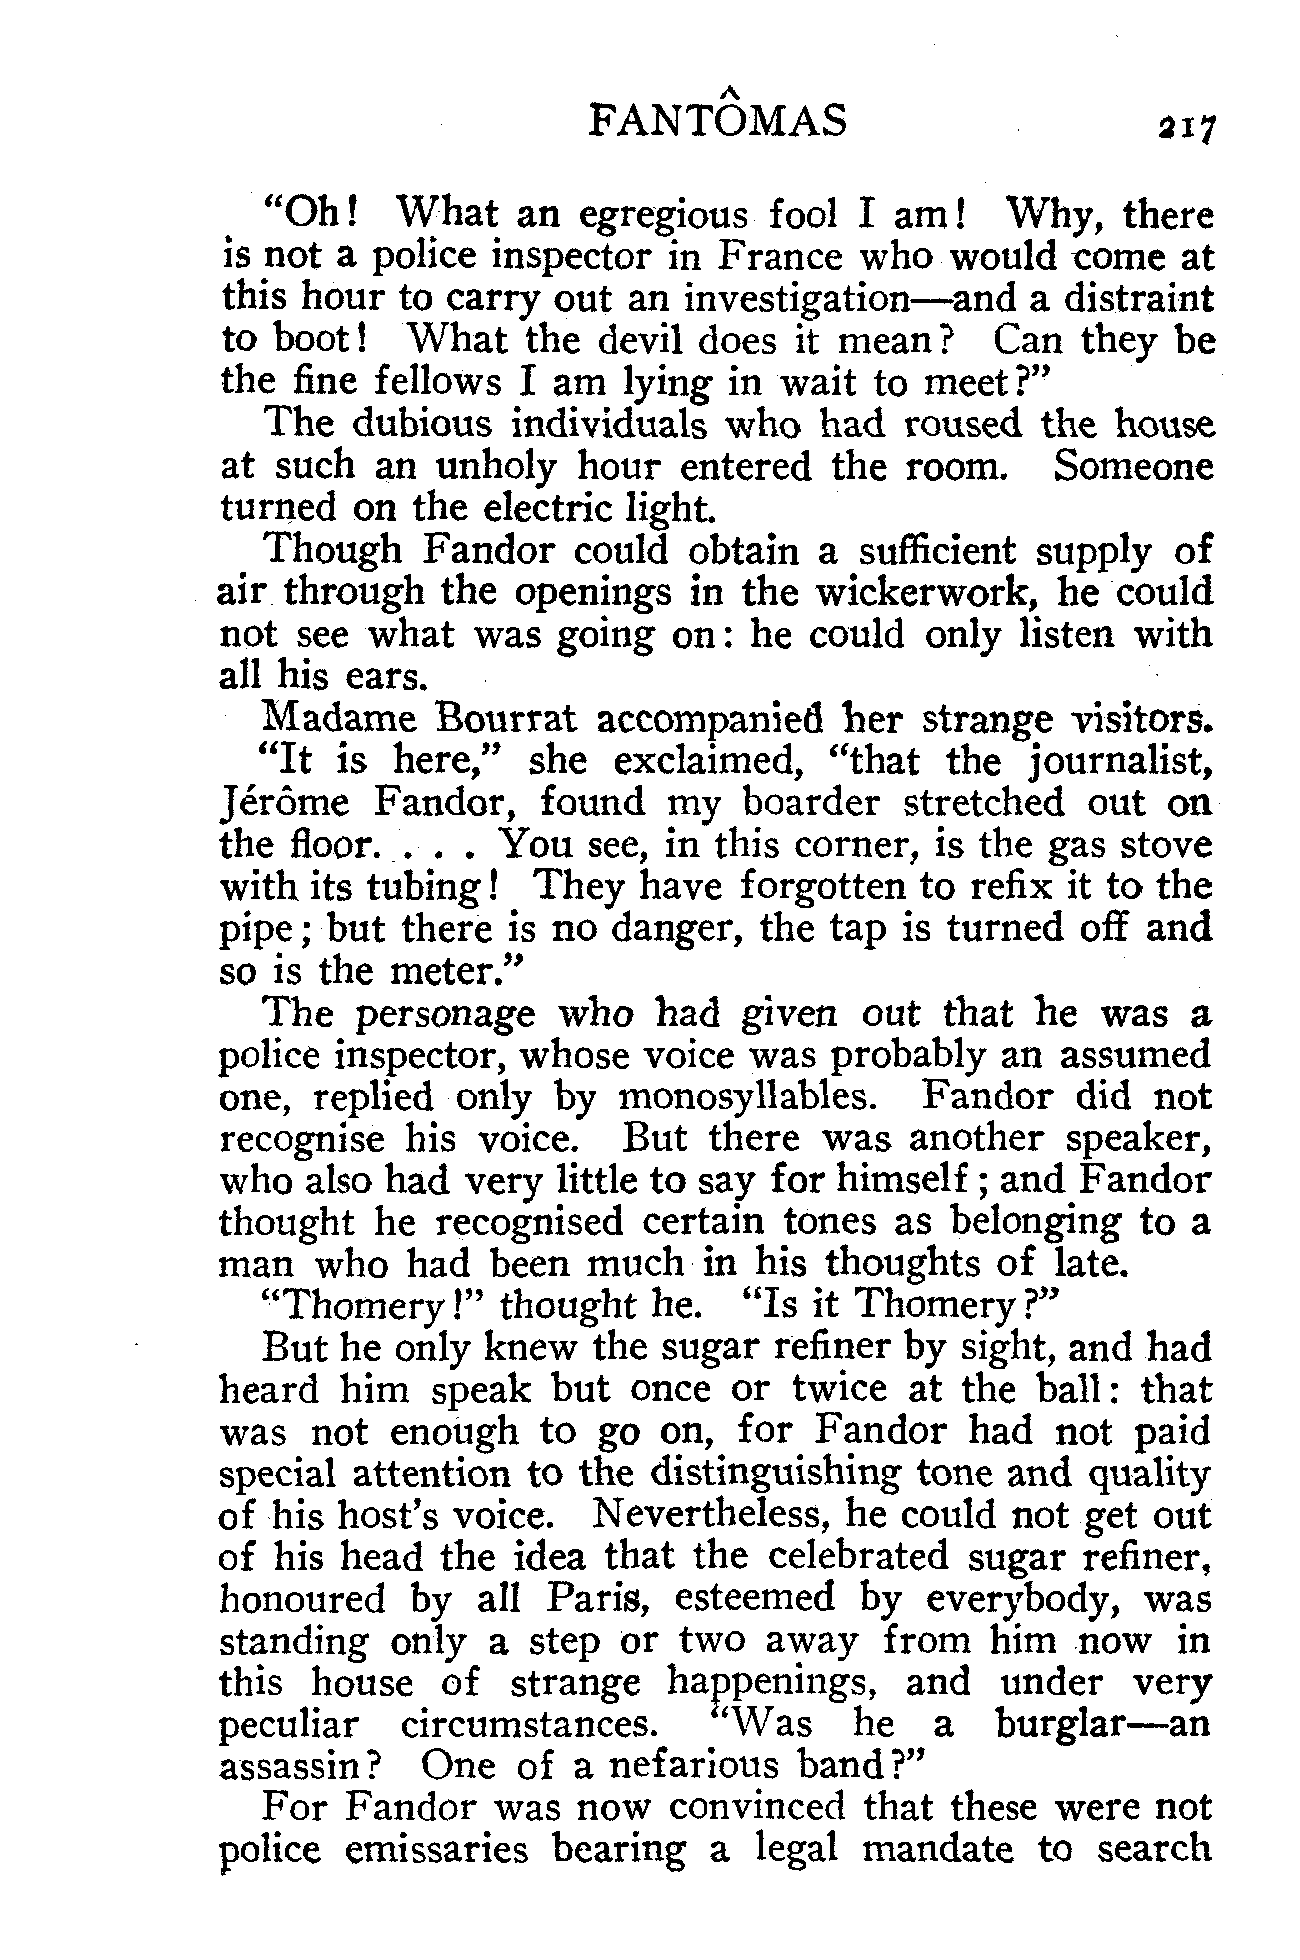 FANTÔMAS 217
“Oh! What an egregious fool I am! Why, there
is not a police inspector in France who would come at
this hour to carry out an investigation—and a distraint
to boot! What the devil does it mean? Can they be
the fine fellows I am lying in wait to meet?”
The dubious individuals who had roused the house
at such an unholy hour entered the room. Someone
turned on the electric light.
Though Fandor could obtain a sufficient supply of
air through the openings in the wickerwork, he could
not see what was going on: he could only listen with
all his ears.
Madame Bourrat accompanied her strange visitors.
“It is here,” she exclaimed, “that the journalist,
Jérôme Fandor, found my boarder stretched out on
the floor. . . . You see, in this corner, is the gas stove
with its tubing! They have forgotten to refix it to the
pipe; but there is no danger, the tap is turned off and
so is the meter.”
The personage who had given out that he was a
police inspector, whose voice was probably an assumed
one, replied only by monosyllables. Fandor did not
recognise his voice. But there was another speaker,
who also had very little to say for himself; and Fandor
thought he recognised certain tones as belonging to a
man who had been much in his thoughts of late.
“Thomery!” thought he. “Is it Thomery?”
But he only knew the sugar refiner by sight, and had
heard him speak but once or twice at the ball: that
was not enough to go on, for Fandor had not paid
special attention to the distinguishing tone and quality
of his host’s voice. Nevertheless, he could not get out
of his head the idea that the celebrated sugar refiner,
honoured by all Paris, esteemed by everybody, was
standing only a step or two away from him now in
this house of strange happenings, and under very
peculiar circumstances. “Was he a burglar—an
assassin? One of a nefarious band?”
For Fandor was now convinced that these were not
police emissaries bearing a legal mandate to search